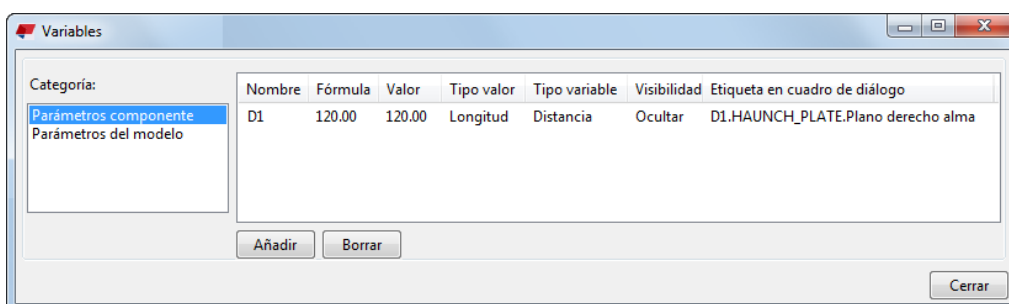 Variables
Categoría:
Parámetros componente
Parámetros del modelo
Nombre Fórmula Valor Tipo valor Tipo variable Visibilidad Etiqueta en cuadro de diálogo
D1 120.00 120.00 Longitud Distancia Ocultar D1.HAUNCH_PLATE.Plano derecho alma
Añadir Borrar
Cerrar